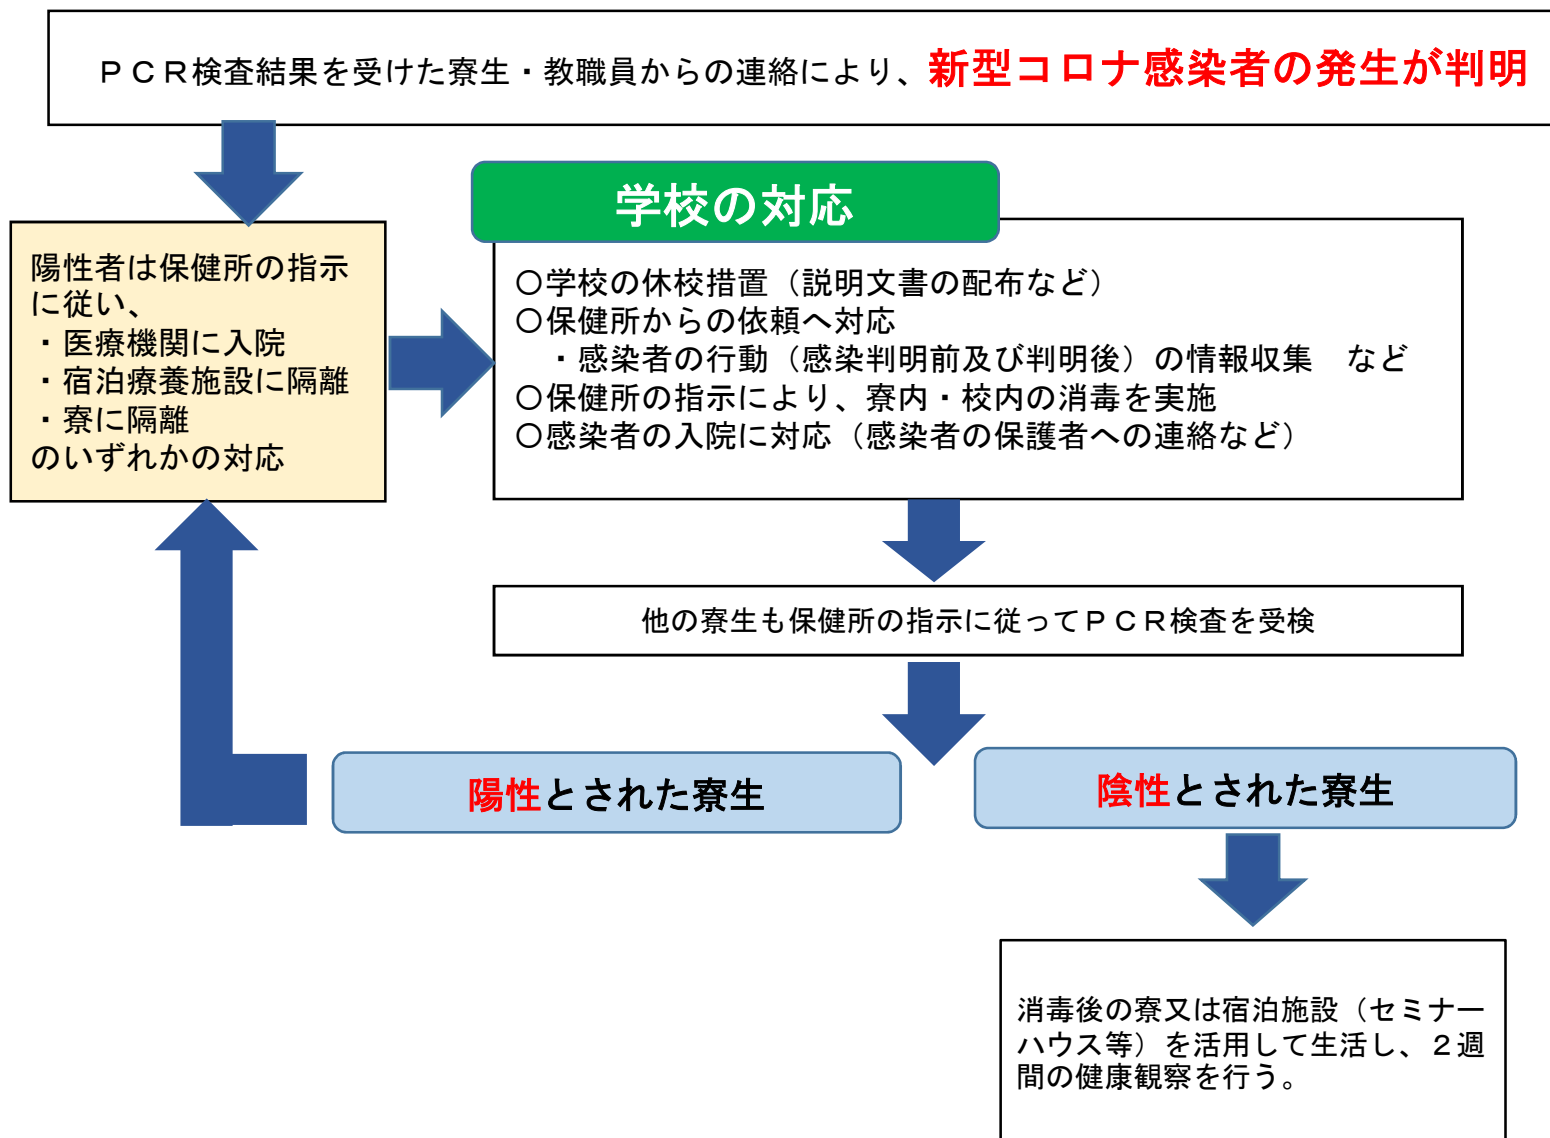 ＰＣＲ検査結果を受けた寮生・教職員からの連絡により、新型コロナ感染者の発生が判明
陽性者は保健所の指示
に従い、
・医療機関に入院
・宿泊療養施設に隔離
・寮に隔離
のいずれかの対応
学校の対応
○学校の休校措置（説明文書の配布など）
○保健所からの依頼へ対応
・感染者の行動（感染判明前及び判明後）の情報収集　など
○保健所の指示により、寮内・校内の消毒を実施
○感染者の入院に対応（感染者の保護者への連絡など）
他の寮生も保健所の指示に従ってＰＣＲ検査を受検
陽性とされた寮生
陰性とされた寮生
消毒後の寮又は宿泊施設（セミナー
ハウス等）を活用して生活し、２週
間の健康観察を行う。